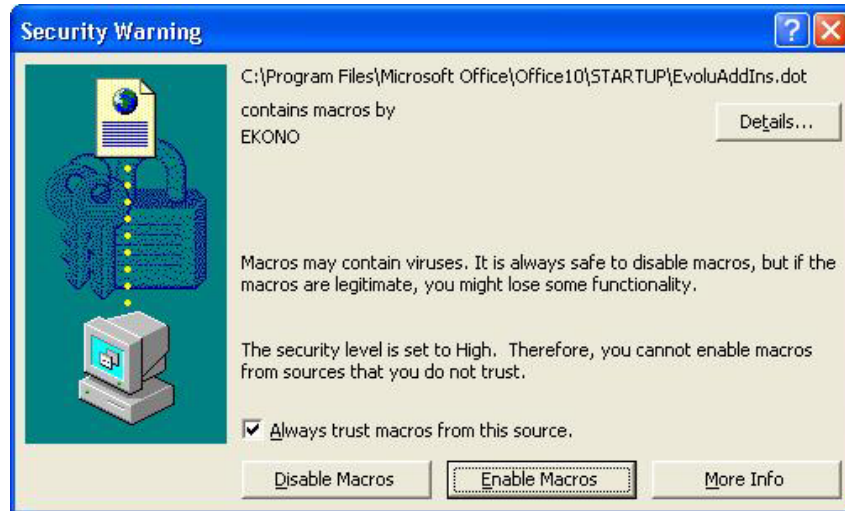 Security Warning
C:\Program Files\Microsoft Office\Office10\STARTUP\EvoluAddIns.dot
contains macros by
EKONO
Details...
Macros may contain viruses. It is always safe to disable macros, but if the
macros are legitimate, you might lose some functionality.
The security level is set to High. Therefore, you cannot enable macros
from sources that you do not trust.
Always trust macros from this source.
Disable Macros
Enable Macros
More Info